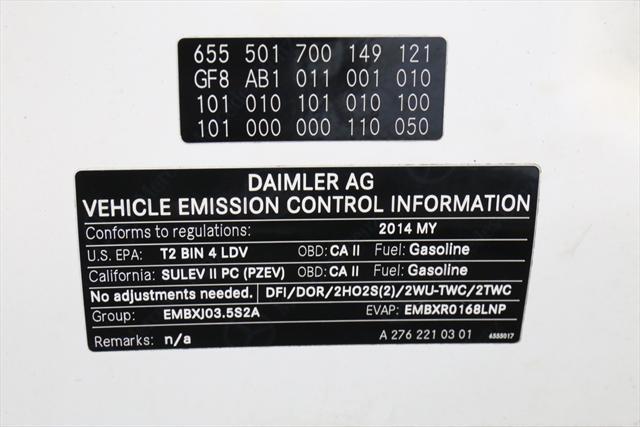 655 501 700 149 121
GF8 AB1 011 001 010
101 010 101 010 100
101 000 000 110 050
DAIMLER AG
VEHICLE EMISSION CONTROL INFORMATION
Conforms to regulations: 2014 MY
U.S. EPA: T2 BIN 4 LDV OBD: CA II Fuel: Gasoline
California: SULEV II PC (PZEV) OBD: CA II Fuel: Gasoline
No adjustments needed. DFI/DOR/2HO2S(2)/2WU-TWC/2TWC
Group: EMBXJ03.5S2A EVAP: EMBXR0168LNP
Remarks: n/a A 276 221 03 01 6555017